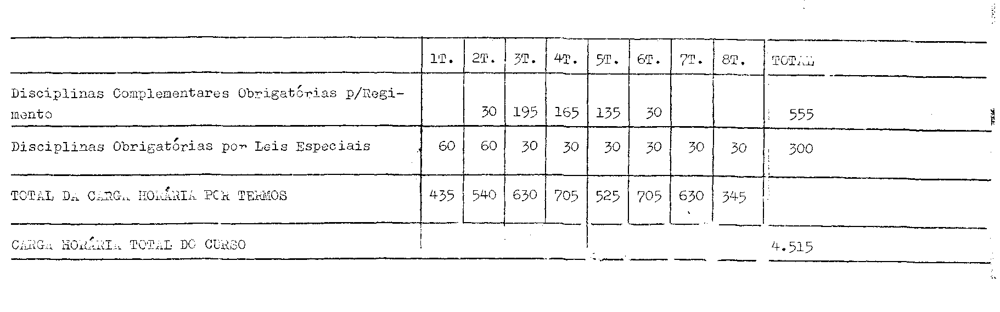 1T. 2T. 3T. 4T. 5T. 6T. 7T. 8T. TOTAL
Disciplinas Complementares Obrigatórias p/Regi-
mento 30 195 165 135 30 555
Disciplinas Obrigatórias por Leis Especiais 60 60 30 30 30 30 30 30 300
TOTAL DA CARGA HORÁRIA POR TERMOS 435 540 630 705 525 705 630 345
CARGA HORÁRIA TOTAL DO CURSO 4.515